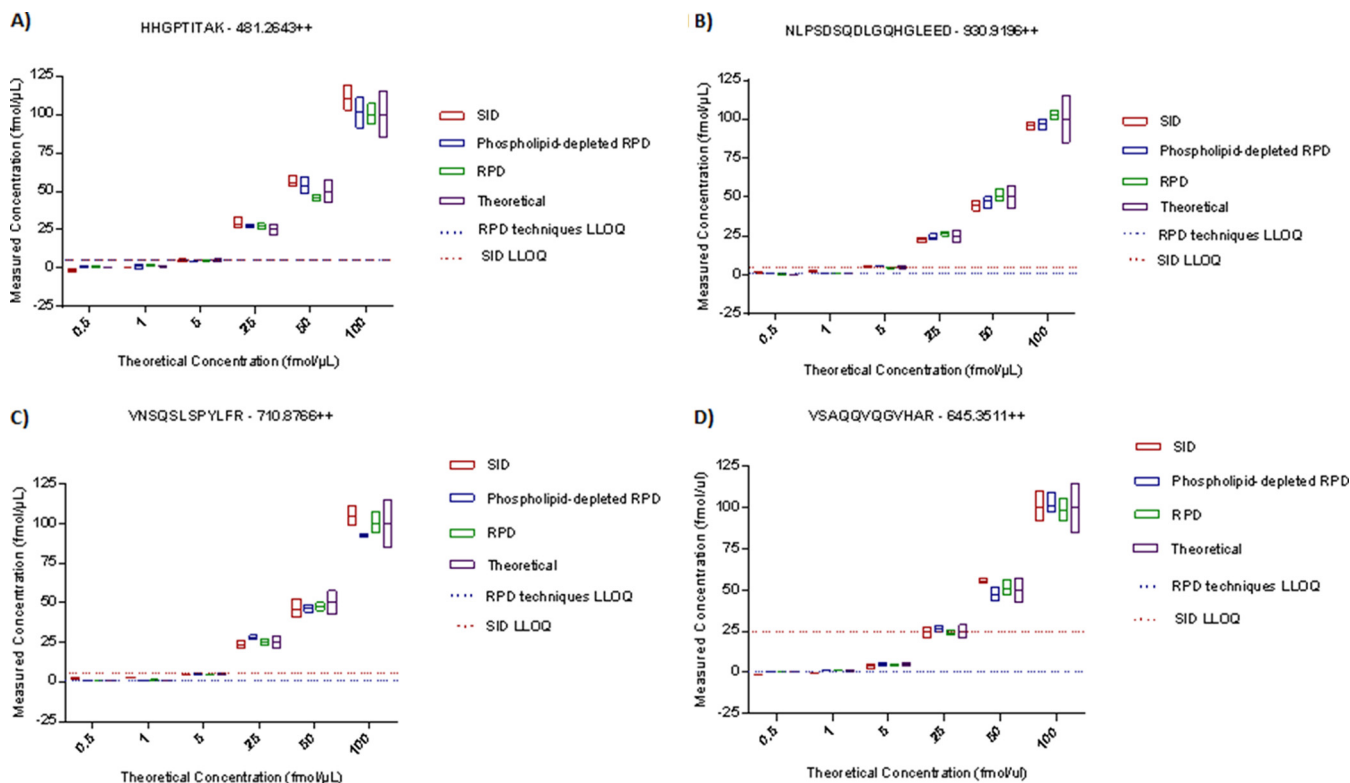 A)
HHGPTITAK - 481.2643++
Measured Concentration (fmol/µL)
125
100
75
50
25
0
-25
0.5
1
5
25
50
100
Theoretical Concentration (fmol/µL)
SID
Phospholipid-depleted RPD
RPD
Theoretical
RPD techniques LLOQ
SID LLOQ
B)
NLPSDSQDLGQHGLEED - 930.9196++
Measured Concentration (fmol/µL)
125
100
75
50
25
0
-25
0.5
1
5
25
50
100
Theoretical Concentration (fmol/µL)
SID
Phospholipid-depleted RPD
RPD
Theoretical
RPD techniques LLOQ
SID LLOQ
C)
VNSQSLSPYLFR - 710.8766++
Measured Concentration (fmol/µL)
125
100
75
50
25
0
-25
0.5
1
5
25
50
100
Theoretical Concentration (fmol/µL)
SID
Phospholipid-depleted RPD
RPD
Theoretical
RPD techniques LLOQ
SID LLOQ
D)
VSAQQVQGVHAR - 645.3511++
Measured Concentration (fmol/ul)
125
100
75
50
25
0
-25
0.5
1
5
25
50
100
Theoretical Concentration (fmol/ul)
SID
Phospholipid-depleted RPD
RPD
Theoretical
RPD techniques LLOQ
SID LLOQ